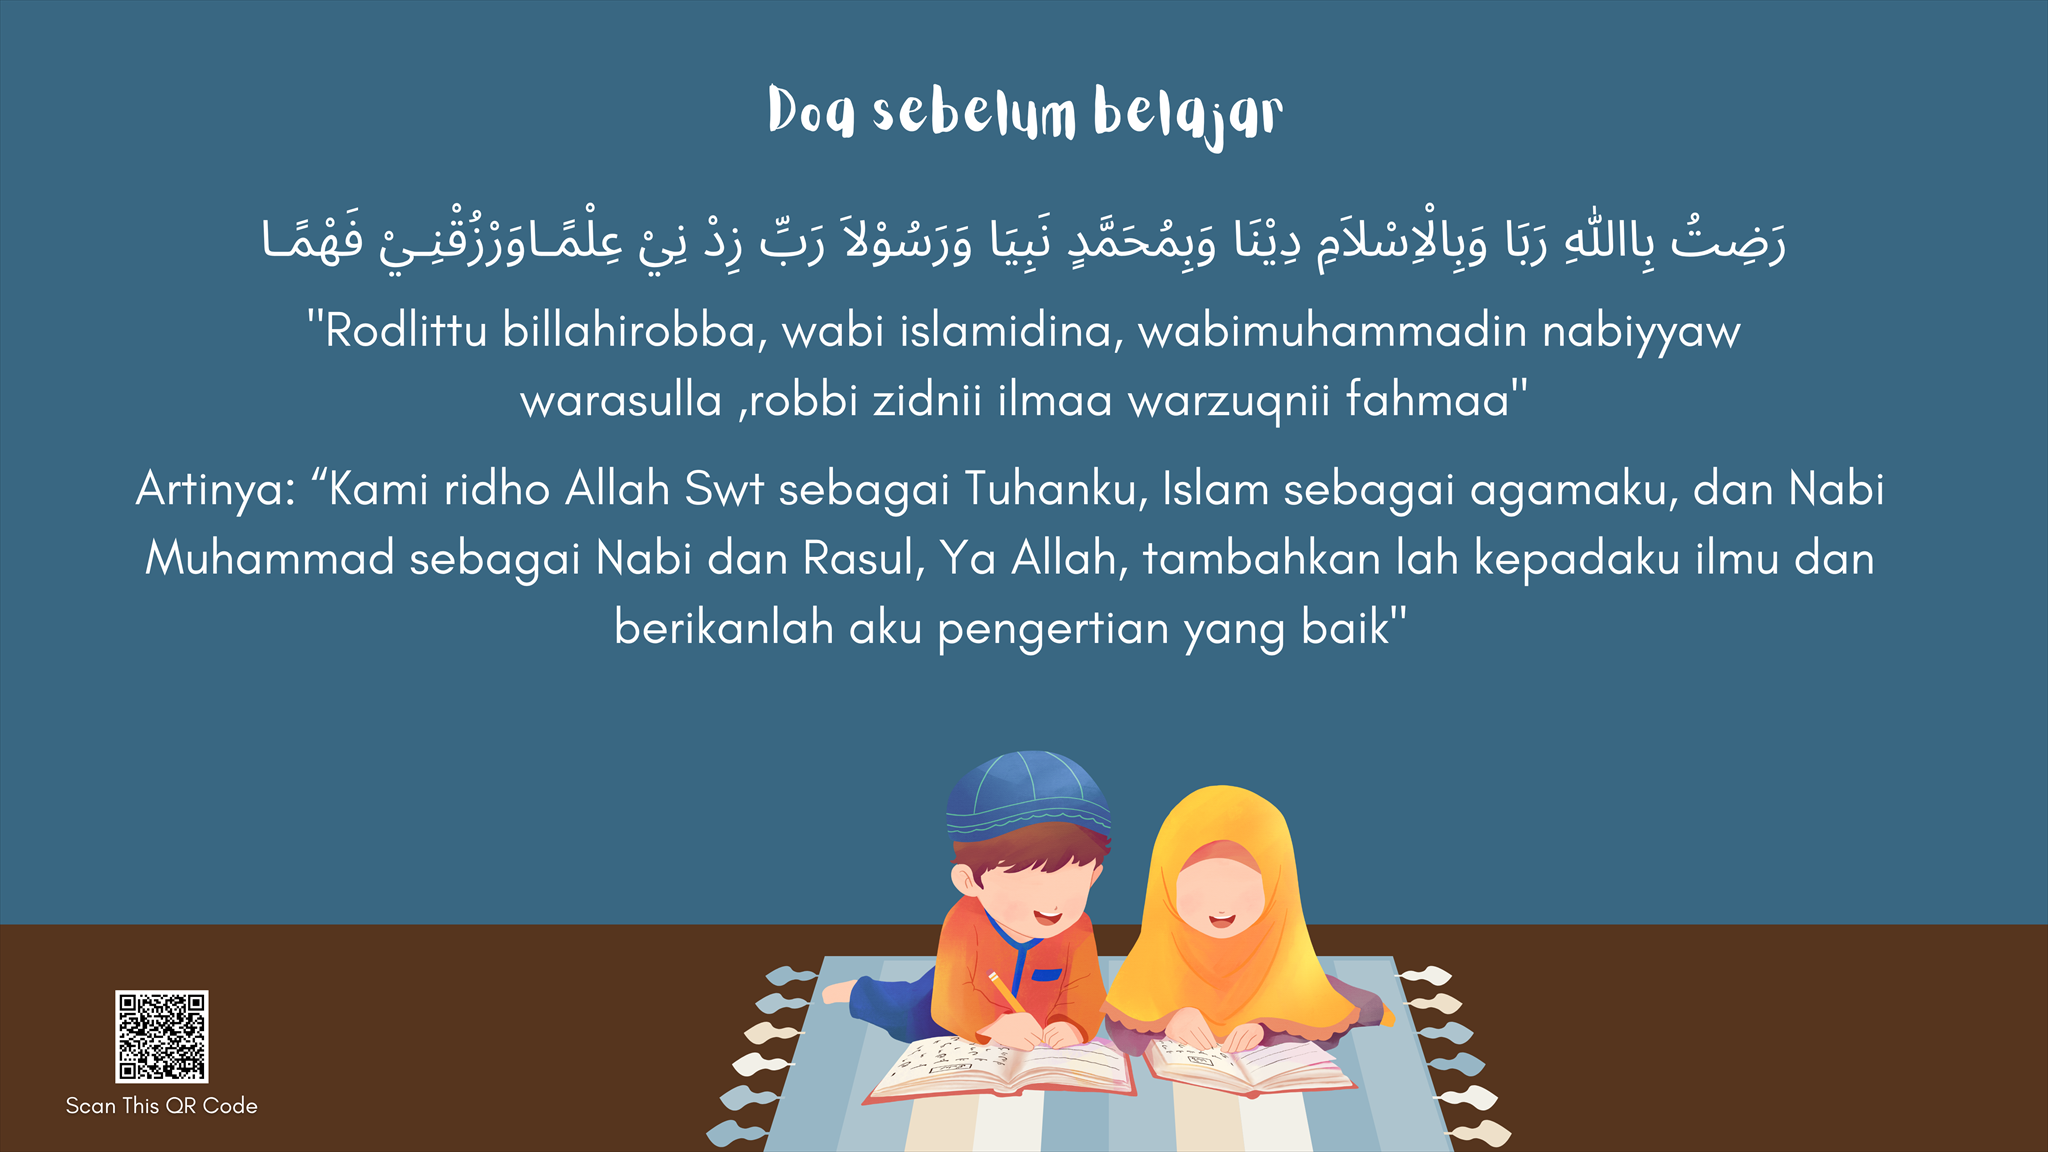 Doa sebelum belajar
رَضِتُ بِااللّٰهِ رَبَا وَبِالْاِسْلاَمِ دِيْنَا وَبِمُحَمَّدٍ نَبِيَا وَرَسُوْلاَ رَبِّ زِدْ نِيْ عِلْمًـاوَرْزُقْنِـيْ فَهْمًـا
"Rodlittu billahirobba, wabi islamidina, wabimuhammadin nabiyyaw
warasulla ,robbi zidnii ilmaa warzuqnii fahmaa"
Artinya: “Kami ridho Allah Swt sebagai Tuhanku, Islam sebagai agamaku, dan Nabi
Muhammad sebagai Nabi dan Rasul, Ya Allah, tambahkan lah kepadaku ilmu dan
berikanlah aku pengertian yang baik"
Scan This QR Code